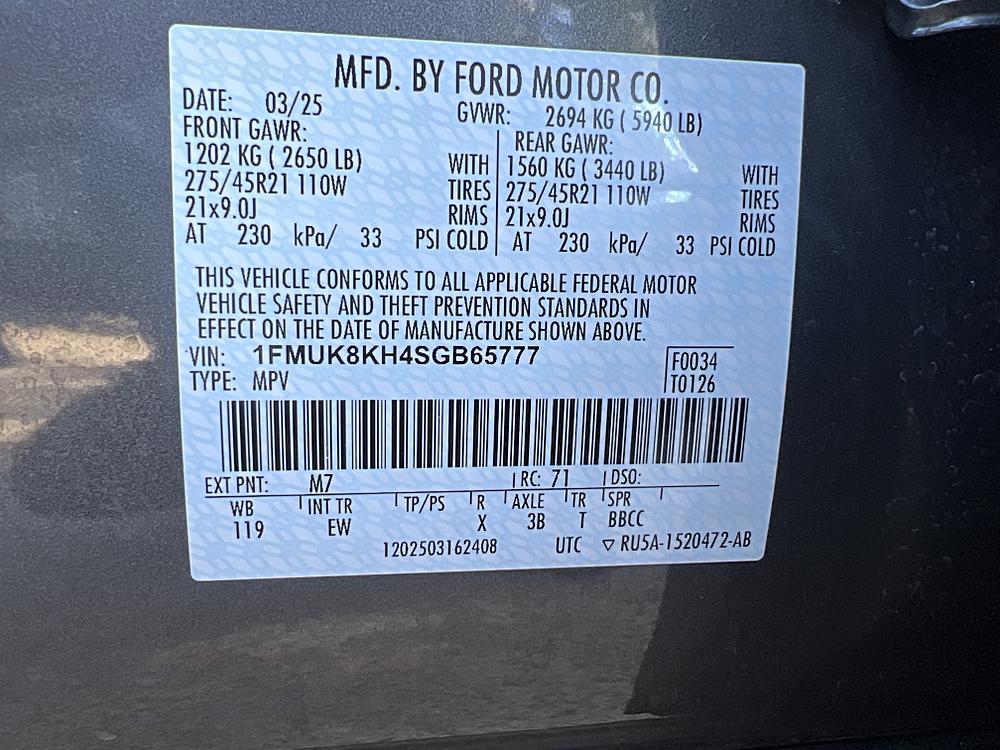 MFD. BY FORD MOTOR CO.
DATE: 03/25 GVWR: 2694 KG ( 5940 LB)
FRONT GAWR: REAR GAWR:
1202 KG ( 2650 LB) WITH 1560 KG ( 3440 LB) WITH
275/45R21 110W TIRES 275/45R21 110W TIRES
21x9.0J RIMS 21x9.0J RIMS
AT 230 kPa/ 33 PSI COLD AT 230 kPa/ 33 PSI COLD
THIS VEHICLE CONFORMS TO ALL APPLICABLE FEDERAL MOTOR
VEHICLE SAFETY AND THEFT PREVENTION STANDARDS IN
EFFECT ON THE DATE OF MANUFACTURE SHOWN ABOVE.
VIN: 1FMUK8KH4SGB65777 F0034
TYPE: MPV T0126
EXT PNT: M7 RC: 71 DSO:
WB INT TR TP/PS R AXLE TR SPR
119 EW X 3B T BBCC
1202503162408 UTC ▽ RU5A-1520472-AB